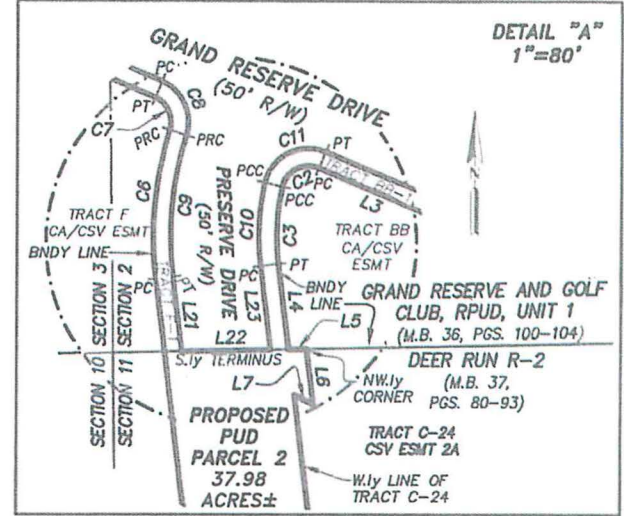 DETAIL "A"
1"=80'
GRAND RESERVE DRIVE
(50' R/W)
PC
C8
PT
C7
PRC
PRC
C11
PT
PCC
C2
PC
TRACT BB-1
PCC
L3
C6
C9
PRESERVE DRIVE
(50' R/W)
C10
C3
TRACT F
CA/CSV
ESMT
TRACT BB
CA/CSV
ESMT
BNDY LINE
PC
PT
PC
PT
N
SECTION 3
SECTION 2
TRACT F-1
L21
L23
L4
BNDY
LINE
GRAND RESERVE AND GOLF
CLUB, RPUD, UNIT 1
(M.B. 36, PGS. 100-104)
L22
L5
S.ly TERMINUS
SECTION 10
SECTION 11
L7
L6
NW.ly
CORNER
DEER RUN R-2
(M.B. 37,
PGS. 80-93)
PROPOSED
PUD
PARCEL 2
37.98
ACRES±
TRACT C-24
CSV ESMT 2A
W.ly LINE OF
TRACT C-24